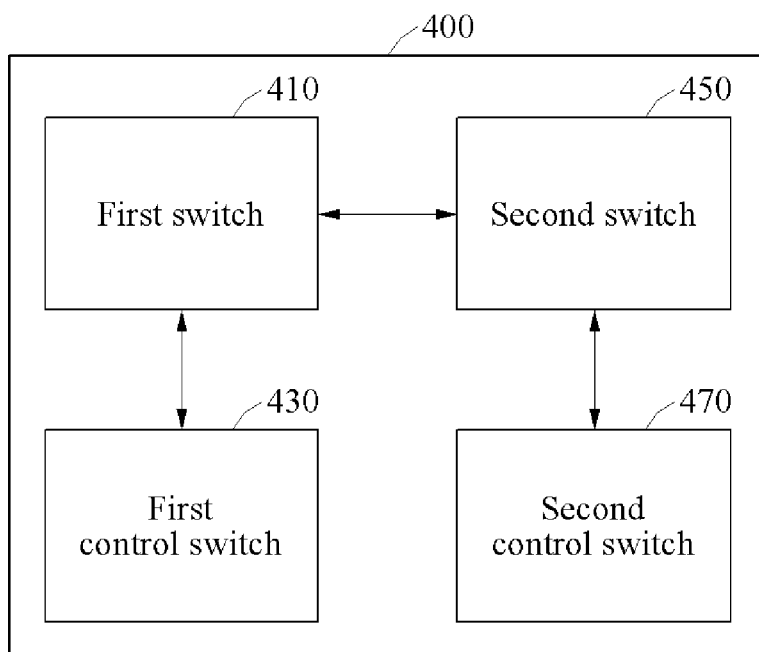 400
410
450
First switch
Second switch
430
470
First
control switch
Second
control switch